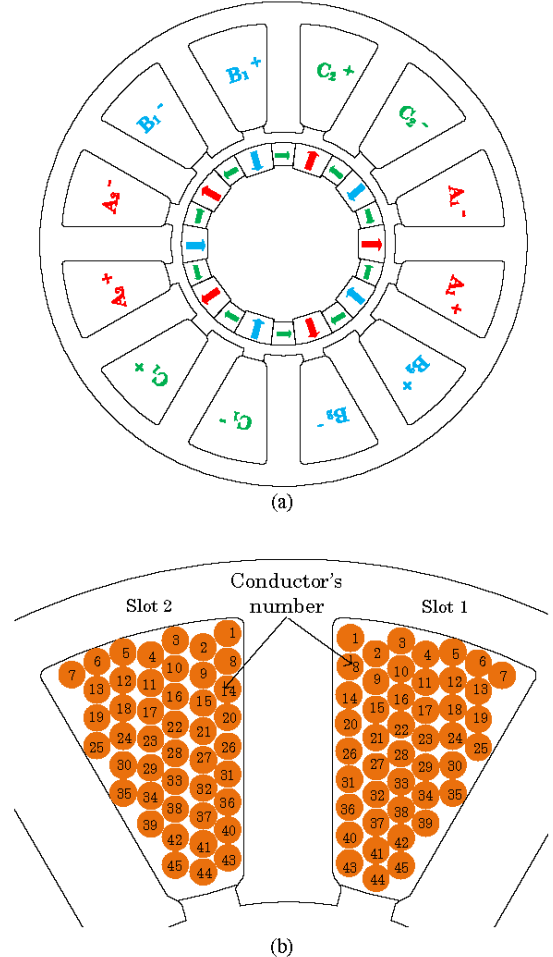 B₁ +
C₂ +
B₁ -
C₂ -
A₂ -
A₁ -
A₂ +
A₁ +
C₁ +
B₂ +
C₁ -
B₂ -
(a)
Conductor's
number
Slot 2
Slot 1
7 6 5 4 3 2 1
13 12 11 10 9 8
19 18 17 16 15 14
25 24 23 22 21 20
30 29 28 27 26
35 34 33 32 31
39 38 37 36
42 41 40
45 44 43
1 2 3 4 5 6 7
8 9 10 11 12 13
14 15 16 17 18 19
20 21 22 23 24 25
26 27 28 29 30
31 32 33 34 35
36 37 38 39
40 41 42
43 44 45
(b)